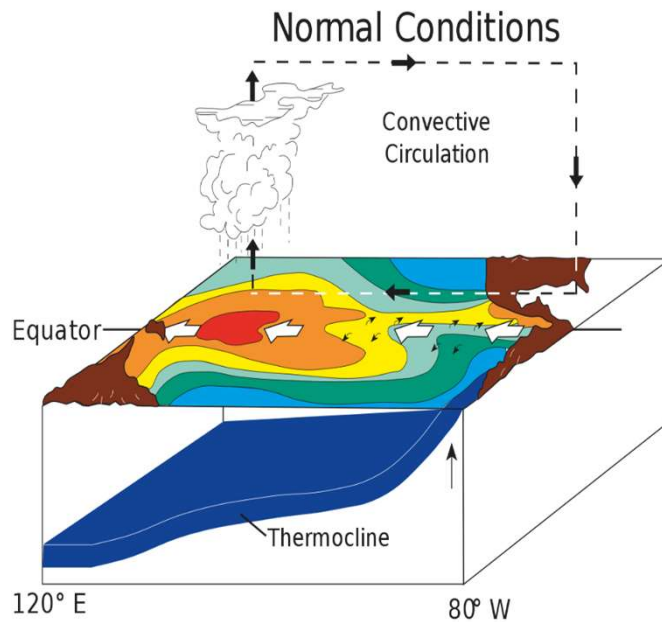 Normal Conditions
Convective
Circulation
Equator
Thermocline
120° E
80° W